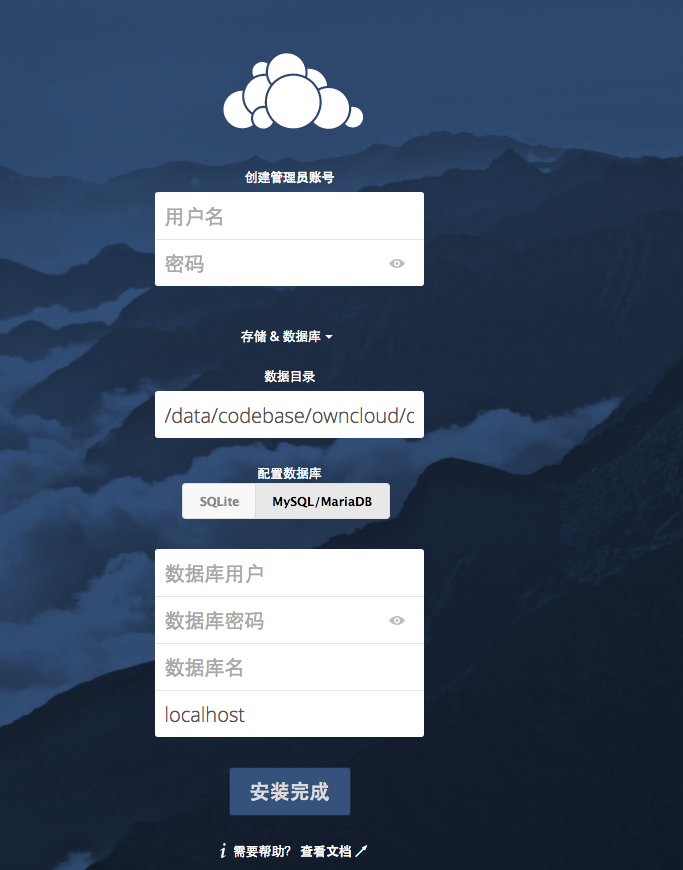 创建管理员账号
用户名
密码
存储 & 数据库
数据目录
/data/codebase/owncloud/c
配置数据库
SQLite MySQL/MariaDB
数据库用户
数据库密码
数据库名
localhost
安装完成
i 需要帮助? 查看文档